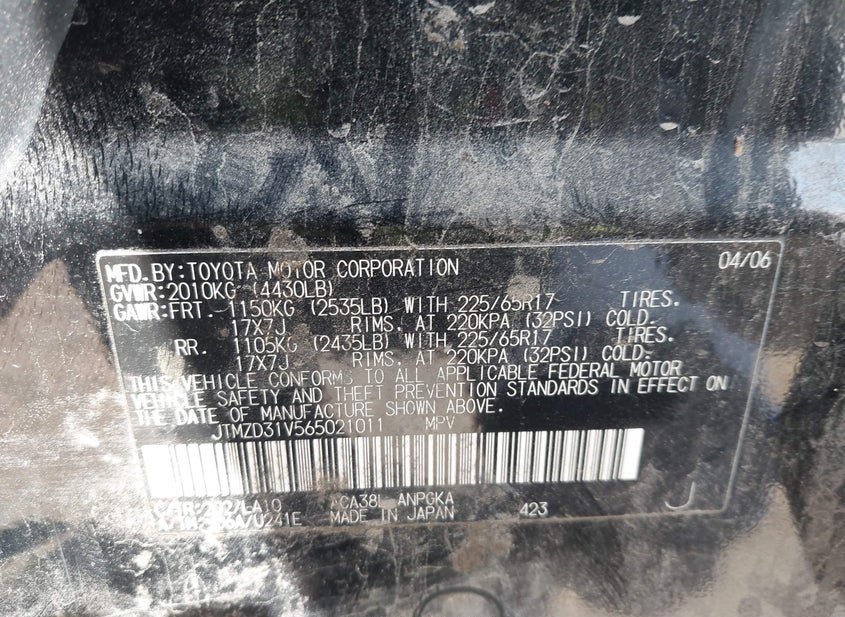 MFD. BY: TOYOTA MOTOR CORPORATION 04/06
GVWR: 2010KG (4430LB)
GAWR: FRT. 1150KG (2535LB) WITH 225/65R17 TIRES.
17X7J RIMS. AT 220KPA (32PSI) COLD.
RR. 1105KG (2435LB) WITH 225/65R17 TIRES.
17X7J RIMS. AT 220KPA (32PSI) COLD.
THIS VEHICLE CONFORMS TO ALL APPLICABLE FEDERAL MOTOR
VEHICLE SAFETY AND THEFT PREVENTION STANDARDS IN EFFECT ON
THE DATE OF MANUFACTURE SHOWN ABOVE.
JTMZD31V565021011 MPV
C/TR: /LA10 ACA38L ANPGKA
/U241E MADE IN JAPAN 423
J